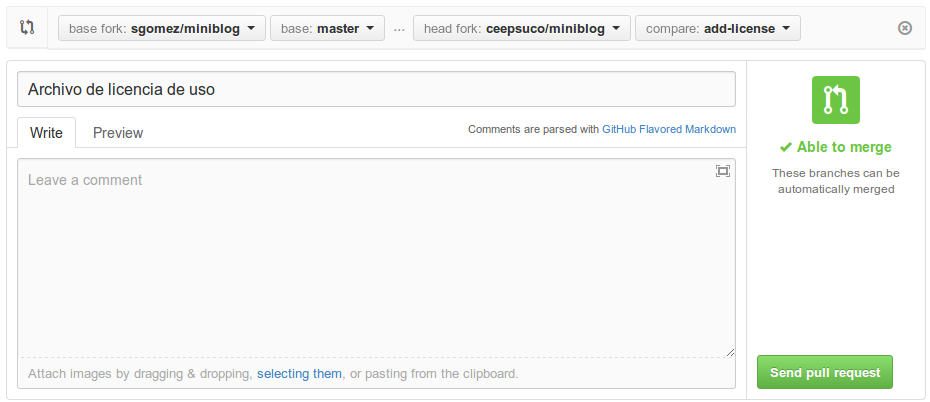 base fork: sgomez/miniblog base: master ... head fork: ceepsuco/miniblog compare: add-license
Archivo de licencia de uso
Write Preview Comments are parsed with GitHub Flavored Markdown
Leave a comment
Attach images by dragging & dropping, selecting them, or pasting from the clipboard.
Able to merge
These branches can be
automatically merged
Send pull request